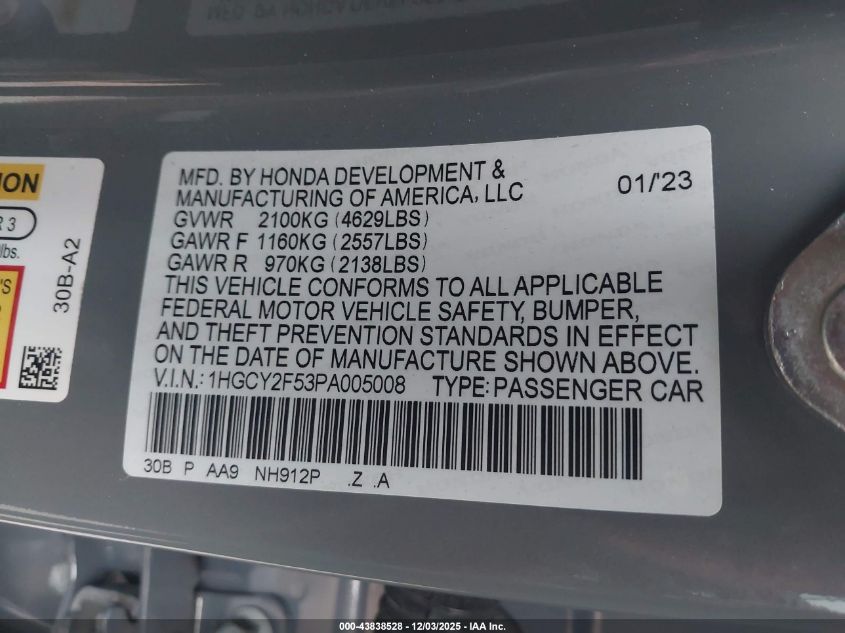 MFD. BY HONDA DEVELOPMENT &
MANUFACTURING OF AMERICA, LLC 01/'23
GVWR 2100KG (4629LBS)
GAWR F 1160KG (2557LBS)
GAWR R 970KG (2138LBS)
THIS VEHICLE CONFORMS TO ALL APPLICABLE
FEDERAL MOTOR VEHICLE SAFETY, BUMPER,
AND THEFT PREVENTION STANDARDS IN EFFECT
ON THE DATE OF MANUFACTURE SHOWN ABOVE.
V.I.N.: 1HGCY2F53PA005008 TYPE: PASSENGER CAR
30B P AA9 NH912P .Z .A
30B-A2
3
lbs.
000-43838528 - 12/03/2025 - IAA Inc.